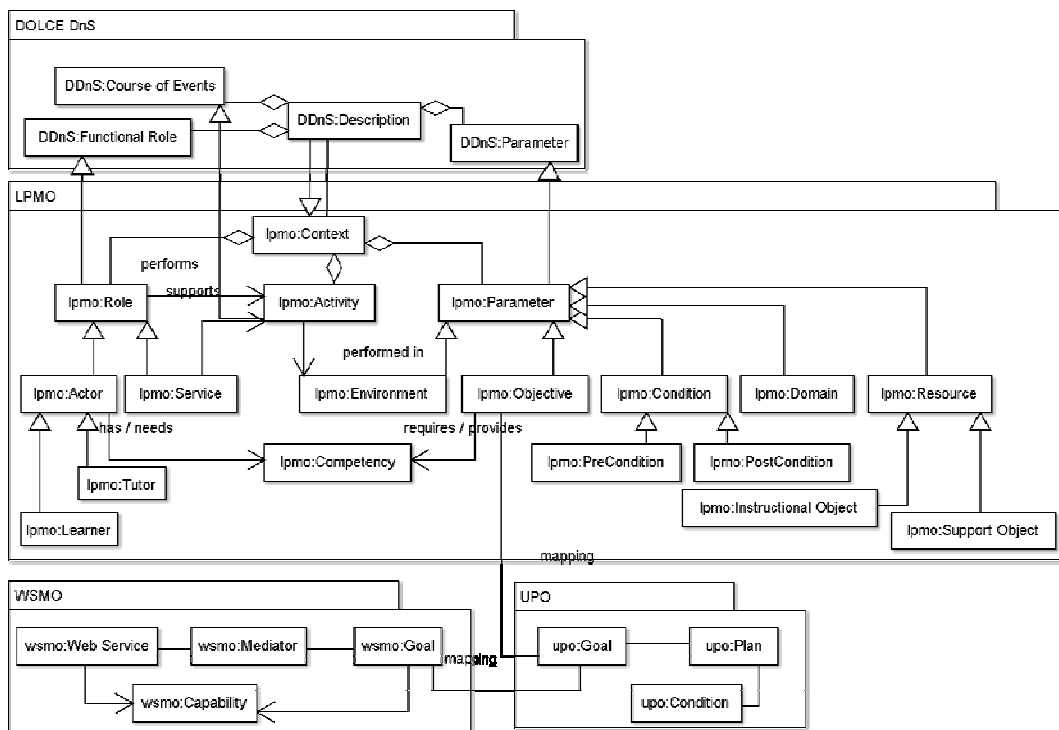 DOLCE DnS
DDnS:Course of Events
DDnS:Description
DDnS:Functional Role
DDnS:Parameter
LPMO
lpmo:Context
performs
supports
lpmo:Role
lpmo:Activity
lpmo:Parameter
performed in
lpmo:Actor
lpmo:Service
lpmo:Environment
lpmo:Objective
lpmo:Condition
lpmo:Domain
lpmo:Resource
has / needs
requires / provides
lpmo:Competency
lpmo:PreCondition
lpmo:PostCondition
lpmo:Tutor
lpmo:Instructional Object
lpmo:Learner
lpmo:Support Object
mapping
WSMO
UPO
wsmo:Web Service
wsmo:Mediator
wsmo:Goal
mapping
upo:Goal
upo:Plan
wsmo:Capability
upo:Condition